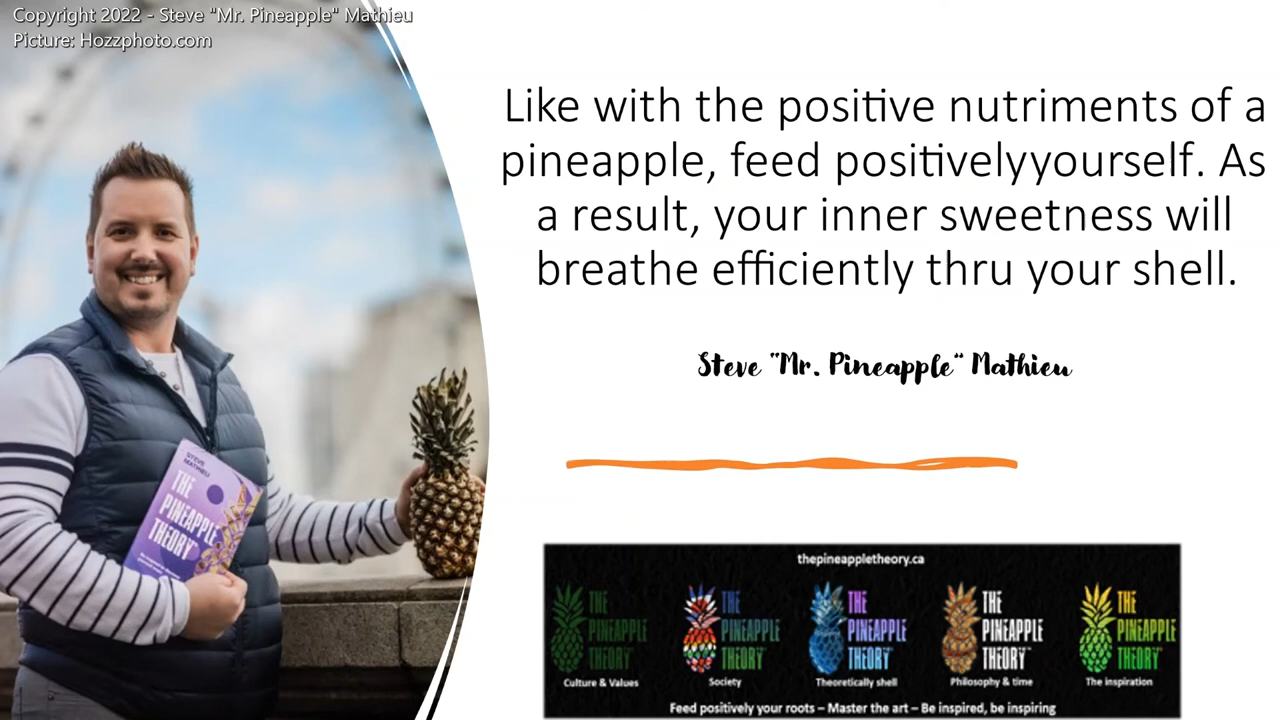 Copyright 2022 - Steve "Mr. Pineapple" Mathieu
Picture: Hozzphoto.com
Like with the positive nutriments of a
pineapple, feed positivelyyourself. As
a result, your inner sweetness will
breathe efficiently thru your shell.
Steve "Mr. Pineapple" Mathieu
STEVE
MATHIEU
THE
PINEAPPLE
THEORY
thepineappletheory.ca
THE
PINEAPPLE
THEORY
Culture & Values
THE
PINEAPPLE
THEORY
Society
THE
PINEAPPLE
THEORY
Theoretically shell
THE
PINEAPPLE
THEORY
Philosophy & time
THE
PINEAPPLE
THEORY
The inspiration
Feed positively your roots – Master the art – Be inspired, be inspiring